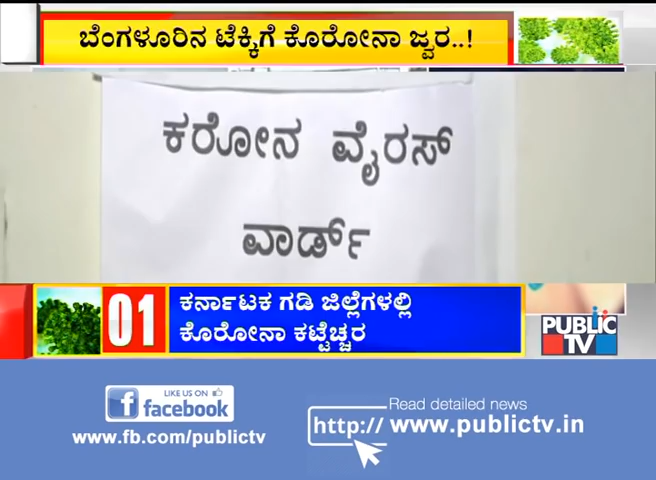 ಬೆಂಗಳೂರಿನ ಟೆಕ್ಕಿಗೆ ಕೊರೋನಾ ಜ್ವರ..!
ಕರೋನ ವೈರಸ್
ವಾರ್ಡ್
01
ಕರ್ನಾಟಕ ಗಡಿ ಜಿಲ್ಲೆಗಳಲ್ಲಿ
ಕೊರೋನಾ ಕಟ್ಟೆಚ್ಚರ
PUBLiC
TV
LIKE US ON
facebook
www.fb.com/publictv
Read detailed news
http:// www.publictv.in